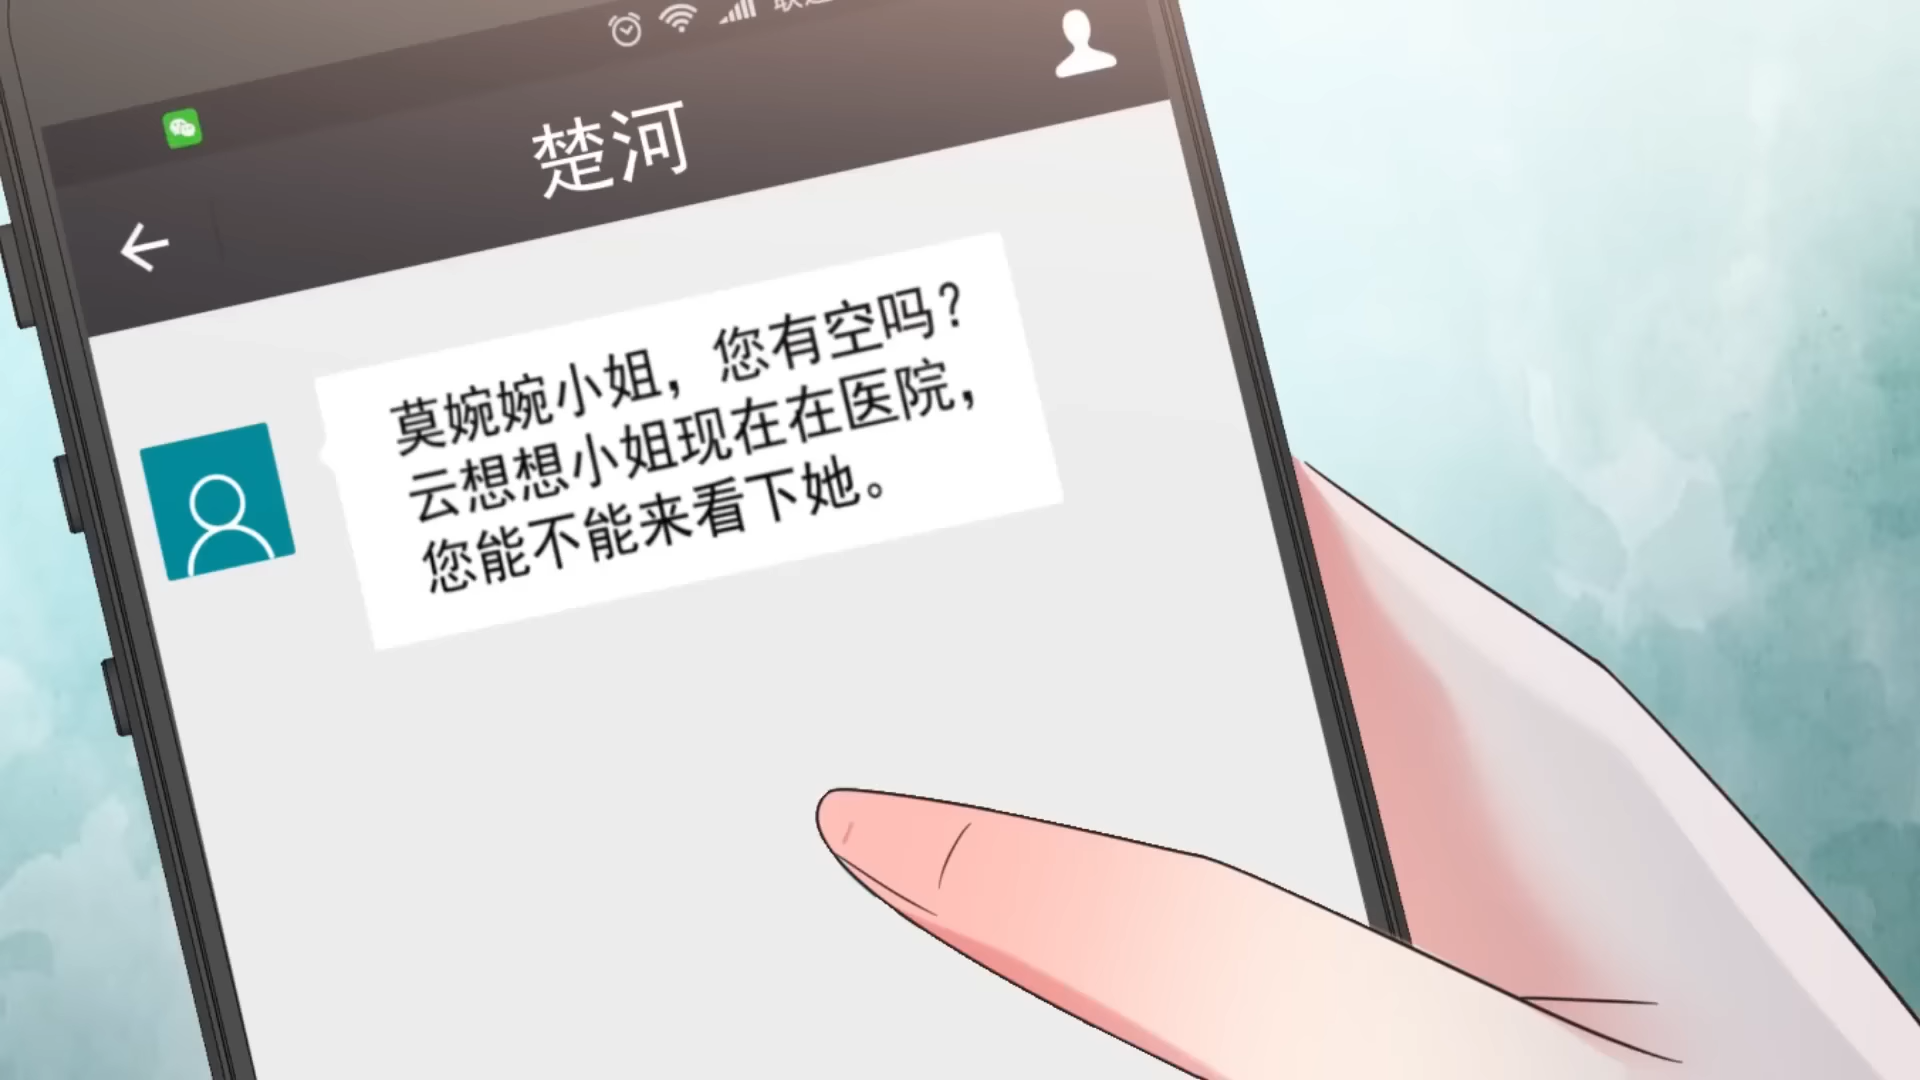 楚河
莫婉婉小姐，您有空吗？
云想想小姐现在在医院，
您能不能来看下她。